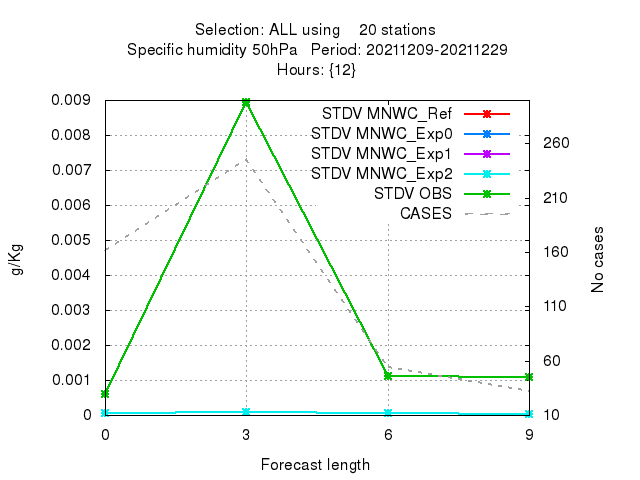 Selection: ALL using 20 stations
Specific humidity 50hPa Period: 20211209-20211229
Hours: {12}
0.009
0.008
0.007
0.006
0.005
0.004
0.003
0.002
0.001
0
g/Kg
STDV MNWC_Ref
STDV MNWC_Exp0
STDV MNWC_Exp1
STDV MNWC_Exp2
STDV OBS
CASES
260
210
160
110
60
10
No cases
0 3 6 9
Forecast length